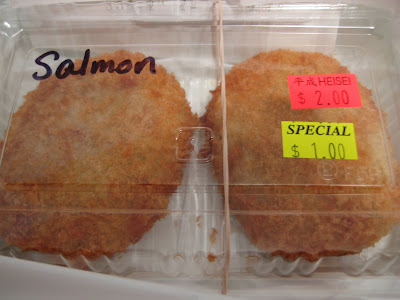 Salmon
平成 HEISEI
$ 2.00
SPECIAL
$ 1.00